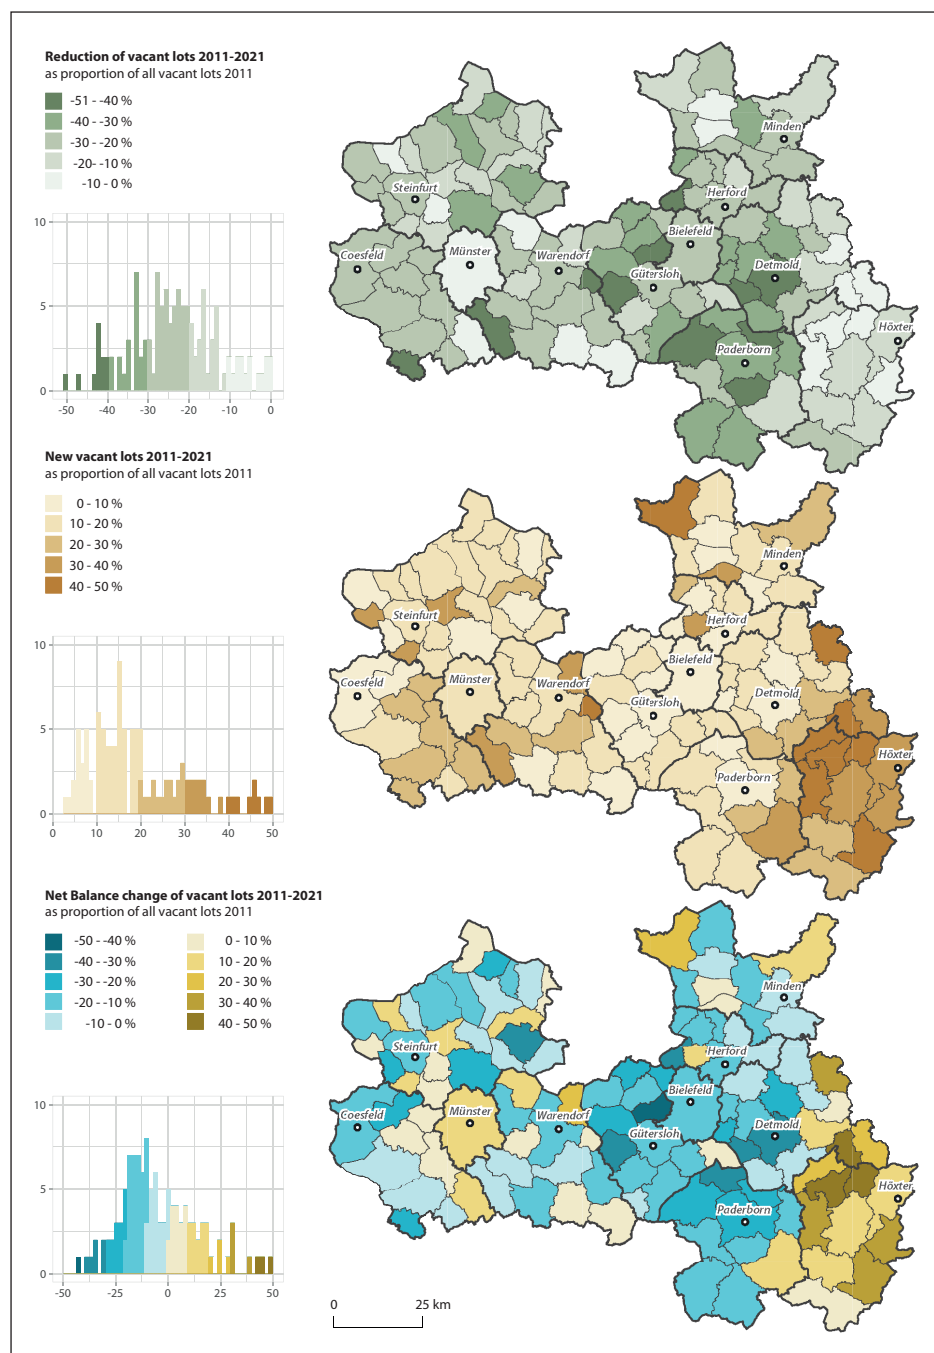 Reduction of vacant lots 2011-2021
as proportion of all vacant lots 2011
-51 - -40 %
-40 - -30 %
-30 - -20 %
-20- -10 %
-10 - 0 %
10
5
0
-50 -40 -30 -20 -10 0
Minden
Steinfurt
Herford
Bielefeld
Coesfeld
Münster
Warendorf
Gütersloh
Detmold
Höxter
Paderborn
New vacant lots 2011-2021
as proportion of all vacant lots 2011
0 - 10 %
10 - 20 %
20 - 30 %
30 - 40 %
40 - 50 %
10
5
0
0 10 20 30 40 50
Minden
Steinfurt
Herford
Bielefeld
Coesfeld
Münster
Warendorf
Gütersloh
Detmold
Höxter
Paderborn
Net Balance change of vacant lots 2011-2021
as proportion of all vacant lots 2011
-50 - -40 % 0 - 10 %
-40 - -30 % 10 - 20 %
-30 - -20 % 20 - 30 %
-20 - -10 % 30 - 40 %
-10 - 0 % 40 - 50 %
10
5
0
-50 -25 0 25 50
Minden
Steinfurt
Herford
Bielefeld
Coesfeld
Münster
Warendorf
Gütersloh
Detmold
Höxter
Paderborn
0 25 km